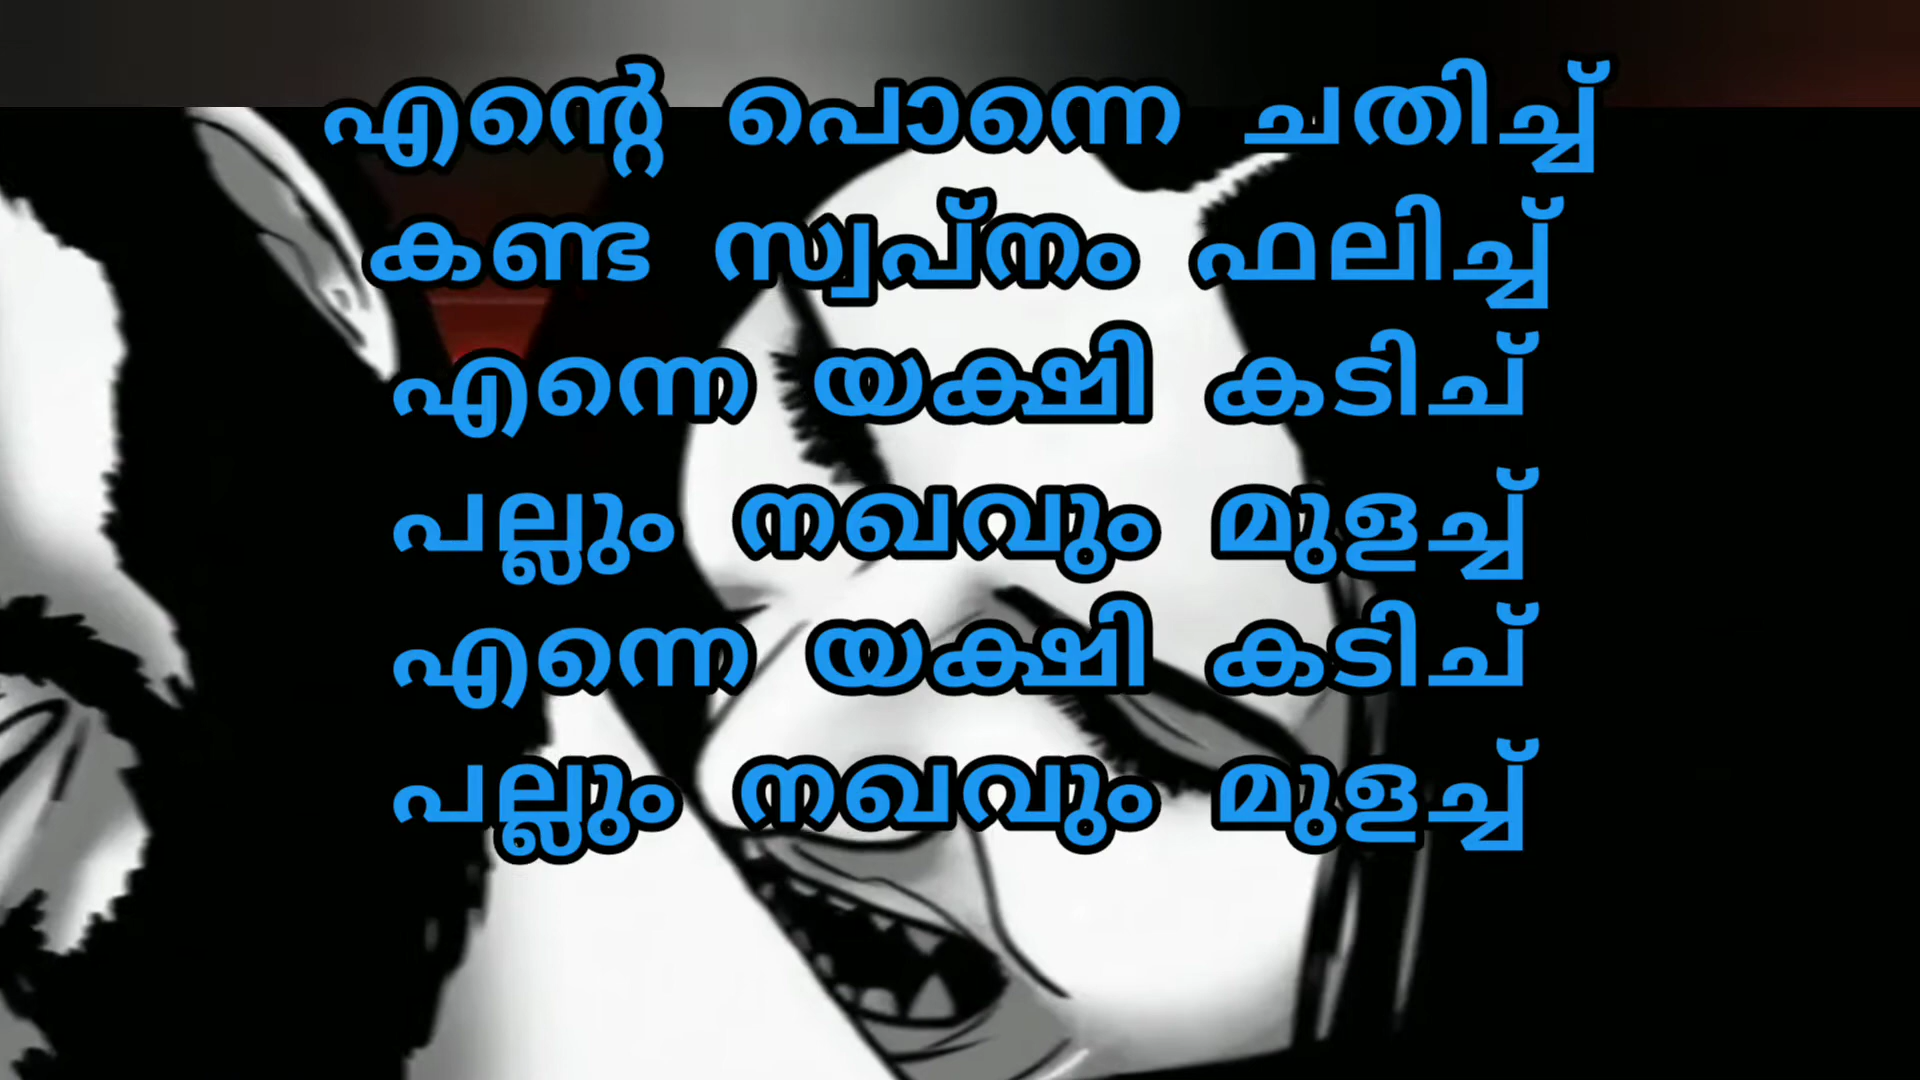 എന്റെ പൊന്നെ ചതിച്ച്
കണ്ട സ്വപ്നം ഫലിച്ച്
എന്നെ യക്ഷി കടിച്
പല്ലും നഖവും മുളച്ച്
എന്നെ യക്ഷി കടിച്
പല്ലും നഖവും മുളച്ച്